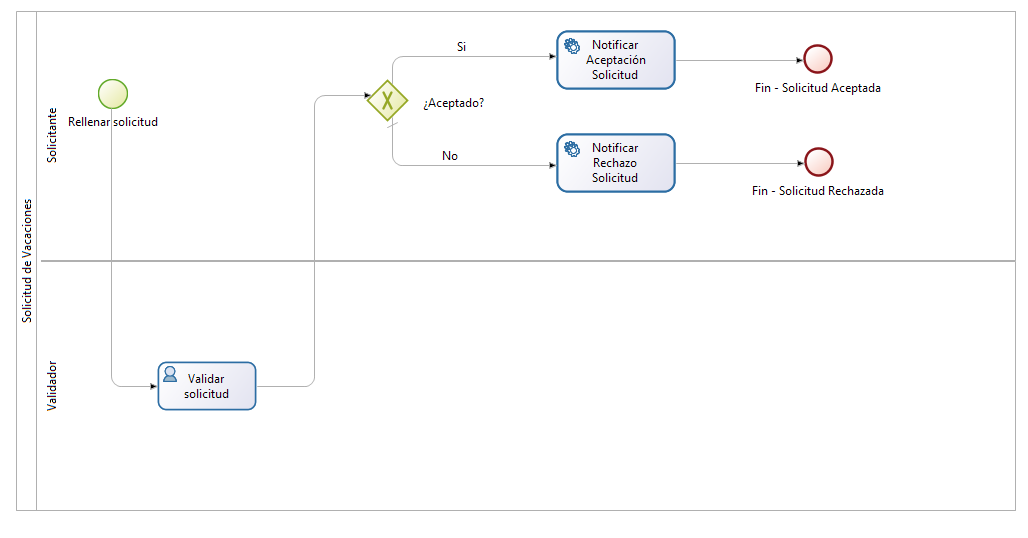 Solicitud de Vacaciones
Solicitante
Rellenar solicitud
¿Aceptado?
Si
Notificar
Aceptación
Solicitud
Fin - Solicitud Aceptada
No
Notificar
Rechazo
Solicitud
Fin - Solicitud Rechazada
Validador
Validar
solicitud